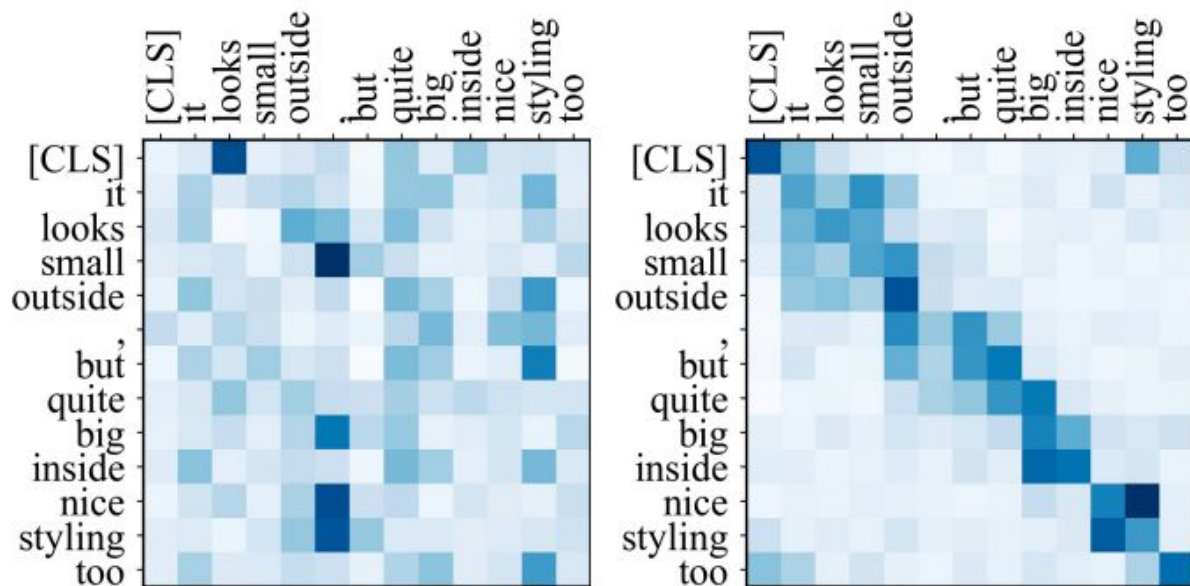 [CLS] it looks small outside , but quite big inside nice styling too
[CLS] it looks small outside , but quite big inside nice styling too
[CLS]
it
looks
small
outside
,
but
quite
big
inside
nice
styling
too
[CLS]
it
looks
small
outside
,
but
quite
big
inside
nice
styling
too